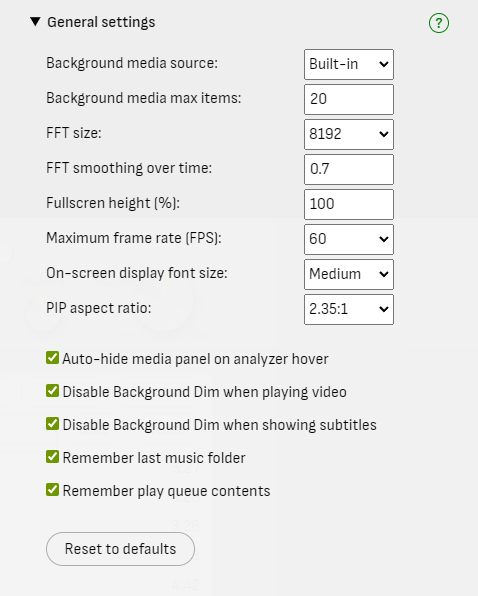 ▼ General settings ?
Background media source: Built-in
Background media max items: 20
FFT size: 8192
FFT smoothing over time: 0.7
Fullscren height (%): 100
Maximum frame rate (FPS): 60
On-screen display font size: Medium
PIP aspect ratio: 2.35:1
Auto-hide media panel on analyzer hover
Disable Background Dim when playing video
Disable Background Dim when showing subtitles
Remember last music folder
Remember play queue contents
Reset to defaults